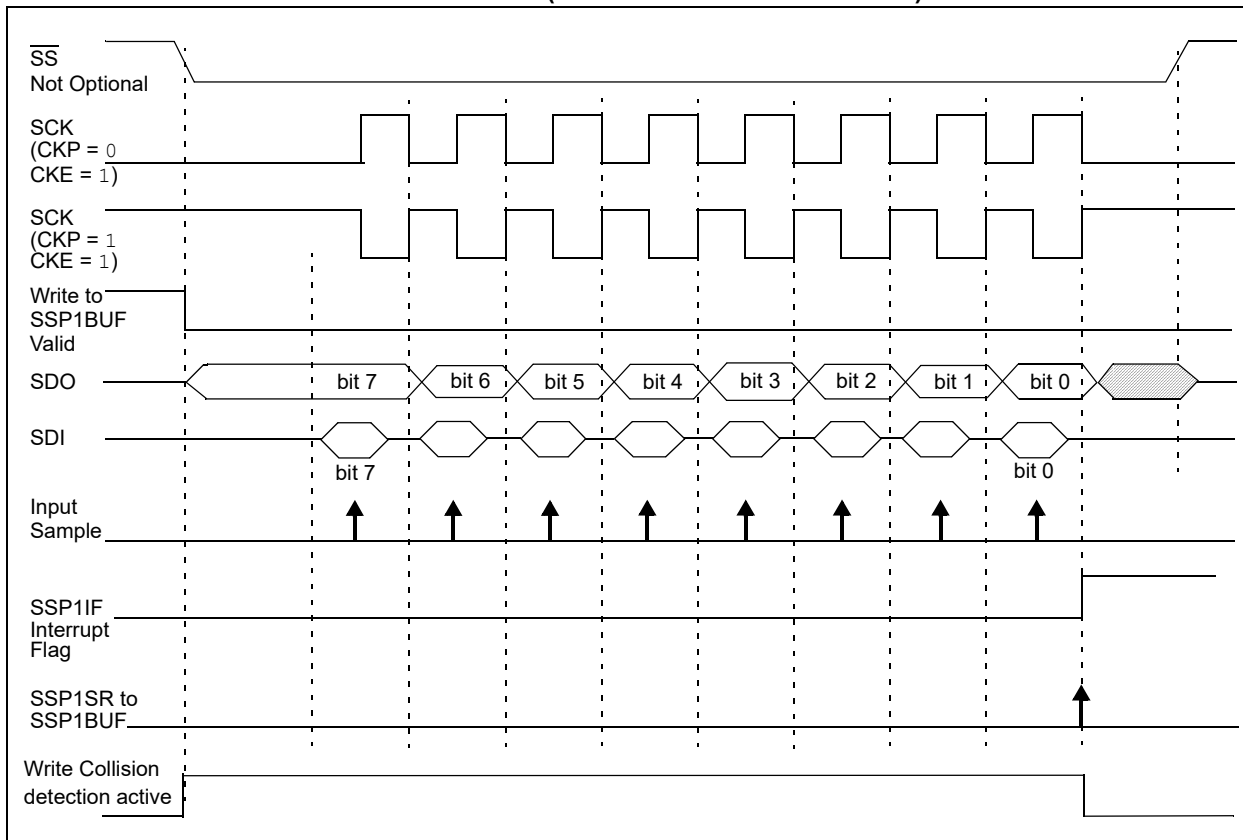 SS
Not Optional
SCK
(CKP = 0
CKE = 1)
SCK
(CKP = 1
CKE = 1)
Write to
SSP1BUF
Valid
SDO
bit 7 bit 6 bit 5 bit 4 bit 3 bit 2 bit 1 bit 0
SDI
bit 7 bit 0
Input
Sample
SSP1IF
Interrupt
Flag
SSP1SR to
SSP1BUF
Write Collision
detection active